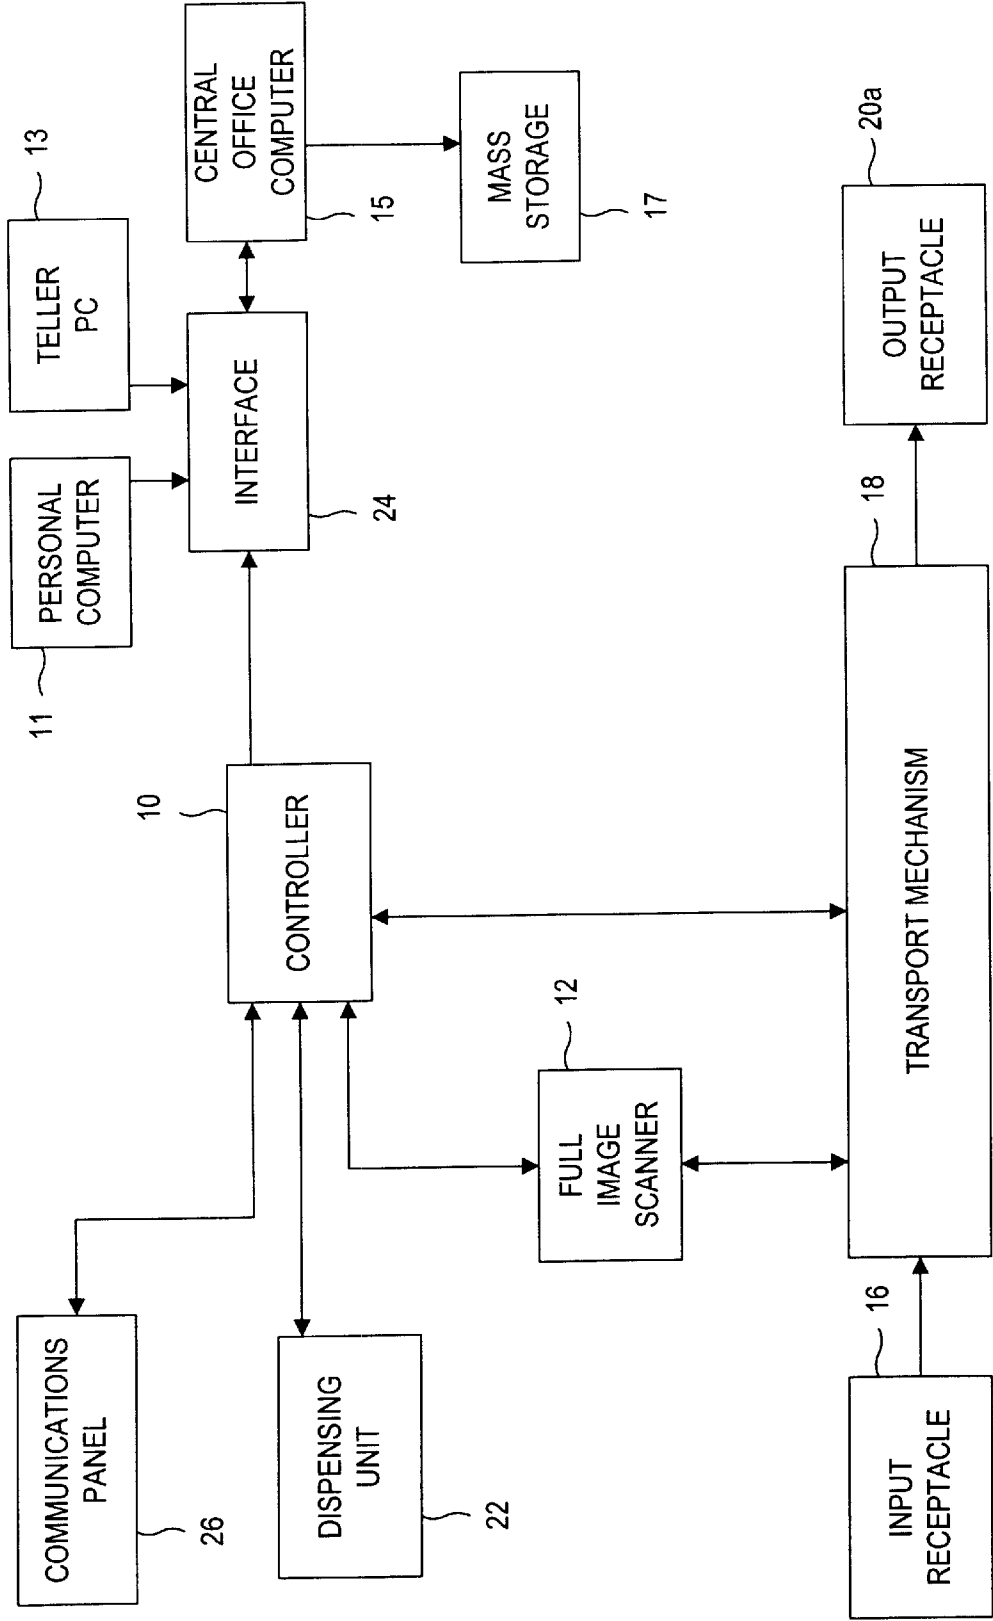 COMMUNICATIONS
PANEL
26
DISPENSING
UNIT
22
CONTROLLER
10
PERSONAL
COMPUTER
11
TELLER
PC
13
INTERFACE
24
CENTRAL
OFFICE
COMPUTER
15
MASS
STORAGE
17
FULL
IMAGE
SCANNER
12
INPUT
RECEPTACLE
16
TRANSPORT MECHANISM
18
OUTPUT
RECEPTACLE
20a